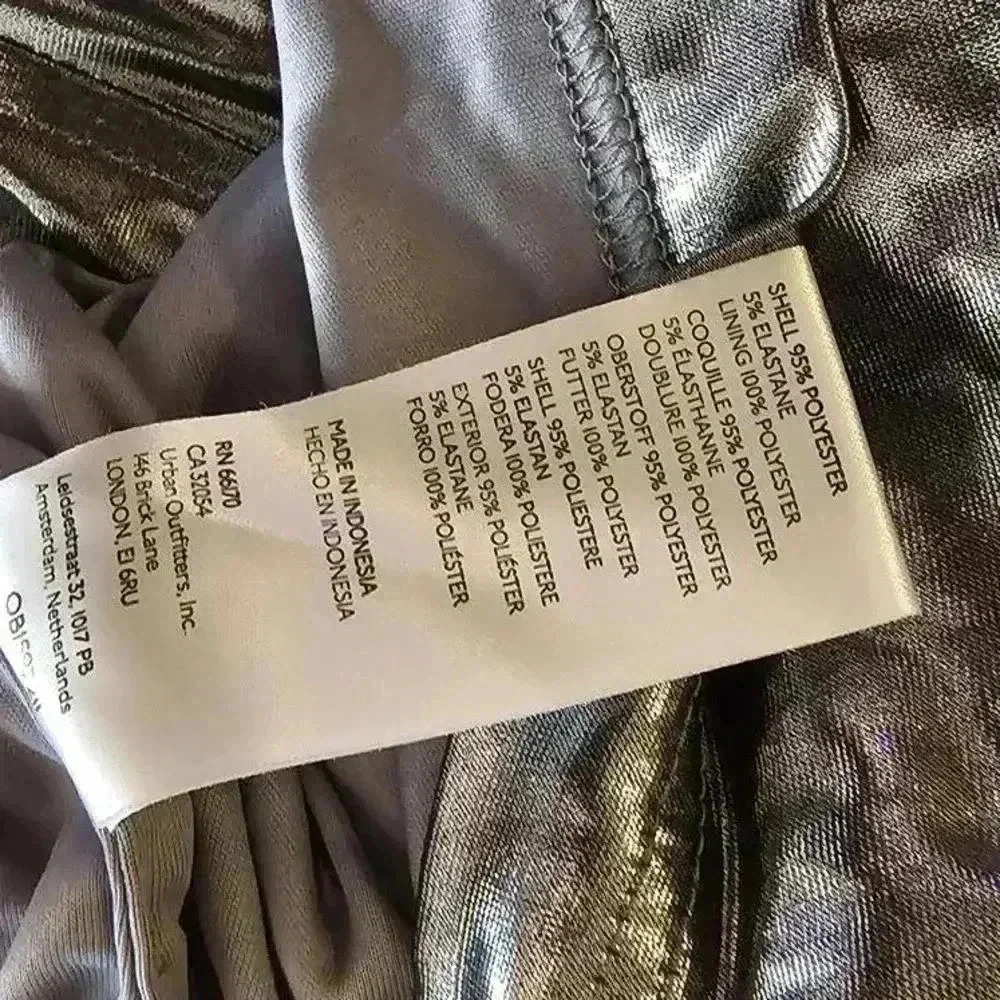 SHELL 95% POLYESTER
5% ELASTANE
LINING 100% POLYESTER
COQUILLE 95% POLYESTER
5% ÉLASTHANNE
DOUBLURE 100% POLYESTER
OBERSTOFF 95% POLYESTER
5% ELASTAN
FUTTER 100% POLYESTER
SHELL 95% POLIESTERE
5% ELASTAN
FODERA 100% POLIESTERE
EXTERIOR 95% POLIÉSTER
5% ELASTANE
FORRO 100% POLIÉSTER
MADE IN INDONESIA
HECHO EN INDONESIA
RN 66170
CA 32054
Urban Outfitters, Inc.
146 Brick Lane
LONDON, E1 6RU
Leidsestraat 32, 1017 PB
Amsterdam, Netherlands